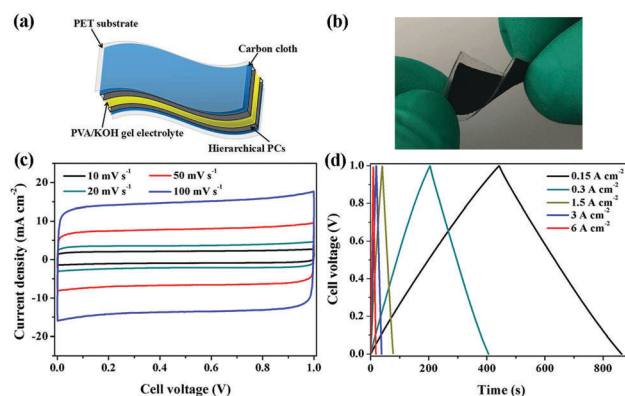 (a)
PET substrate
Carbon cloth
PVA/KOH gel electrolyte
Hierarchical PCs
(b)
(c)
10 mV s⁻¹
50 mV s⁻¹
20 mV s⁻¹
100 mV s⁻¹
Current density (mA cm⁻²)
20
10
0
-10
-20
0.0
0.2
0.4
0.6
0.8
1.0
Cell voltage (V)
(d)
0.15 A cm⁻²
0.3 A cm⁻²
1.5 A cm⁻²
3 A cm⁻²
6 A cm⁻²
Cell voltage (V)
1.0
0.8
0.6
0.4
0.2
0.0
0
200
400
600
800
Time (s)